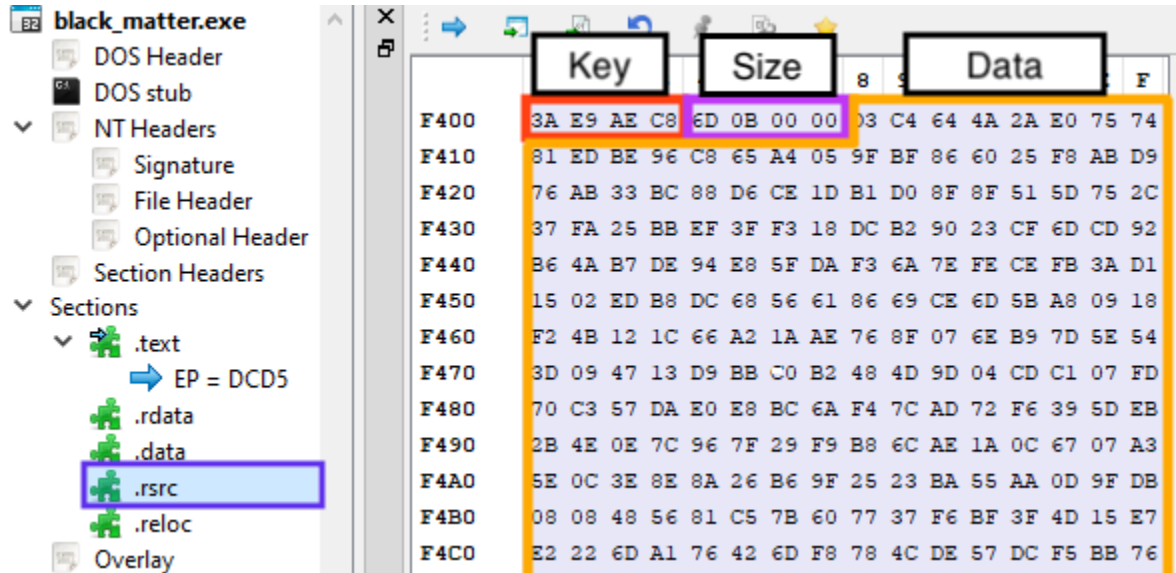 black_matter.exe
DOS Header
DOS stub
NT Headers
Signature
File Header
Optional Header
Section Headers
Sections
.text
EP = DCD5
.rdata
.data
.rsrc
.reloc
Overlay
Key Size Data
8 F
F400 3A E9 AE C8 6D 0B 00 00 03 C4 64 4A 2A E0 75 74
F410 81 ED BE 96 C8 65 A4 05 9F BF 86 60 25 F8 AB D9
F420 76 AB 33 BC 88 D6 CE 1D B1 D0 8F 8F 51 5D 75 2C
F430 37 FA 25 BB EF 3F F3 18 DC B2 90 23 CF 6D CD 92
F440 B6 4A B7 DE 94 E8 5F DA F3 6A 7E FE CE FB 3A D1
F450 15 02 ED B8 DC 68 56 61 86 69 CE 6D 5B A8 09 18
F460 F2 4B 12 1C 66 A2 1A AE 76 8F 07 6E B9 7D 5E 54
F470 3D 09 47 13 D9 BB C0 B2 48 4D 9D 04 CD C1 07 FD
F480 70 C3 57 DA E0 E8 BC 6A F4 7C AD 72 F6 39 5D EB
F490 2B 4E 0E 7C 96 7F 29 F9 B8 6C AE 1A 0C 67 07 A3
F4A0 5E 0C 3E 8E 8A 26 B6 9F 25 23 BA 55 AA 0D 9F DB
F4B0 08 08 48 56 81 C5 7B 60 77 37 F6 BF 3F 4D 15 E7
F4C0 E2 22 6D A1 76 42 6D F8 78 4C DE 57 DC F5 BB 76